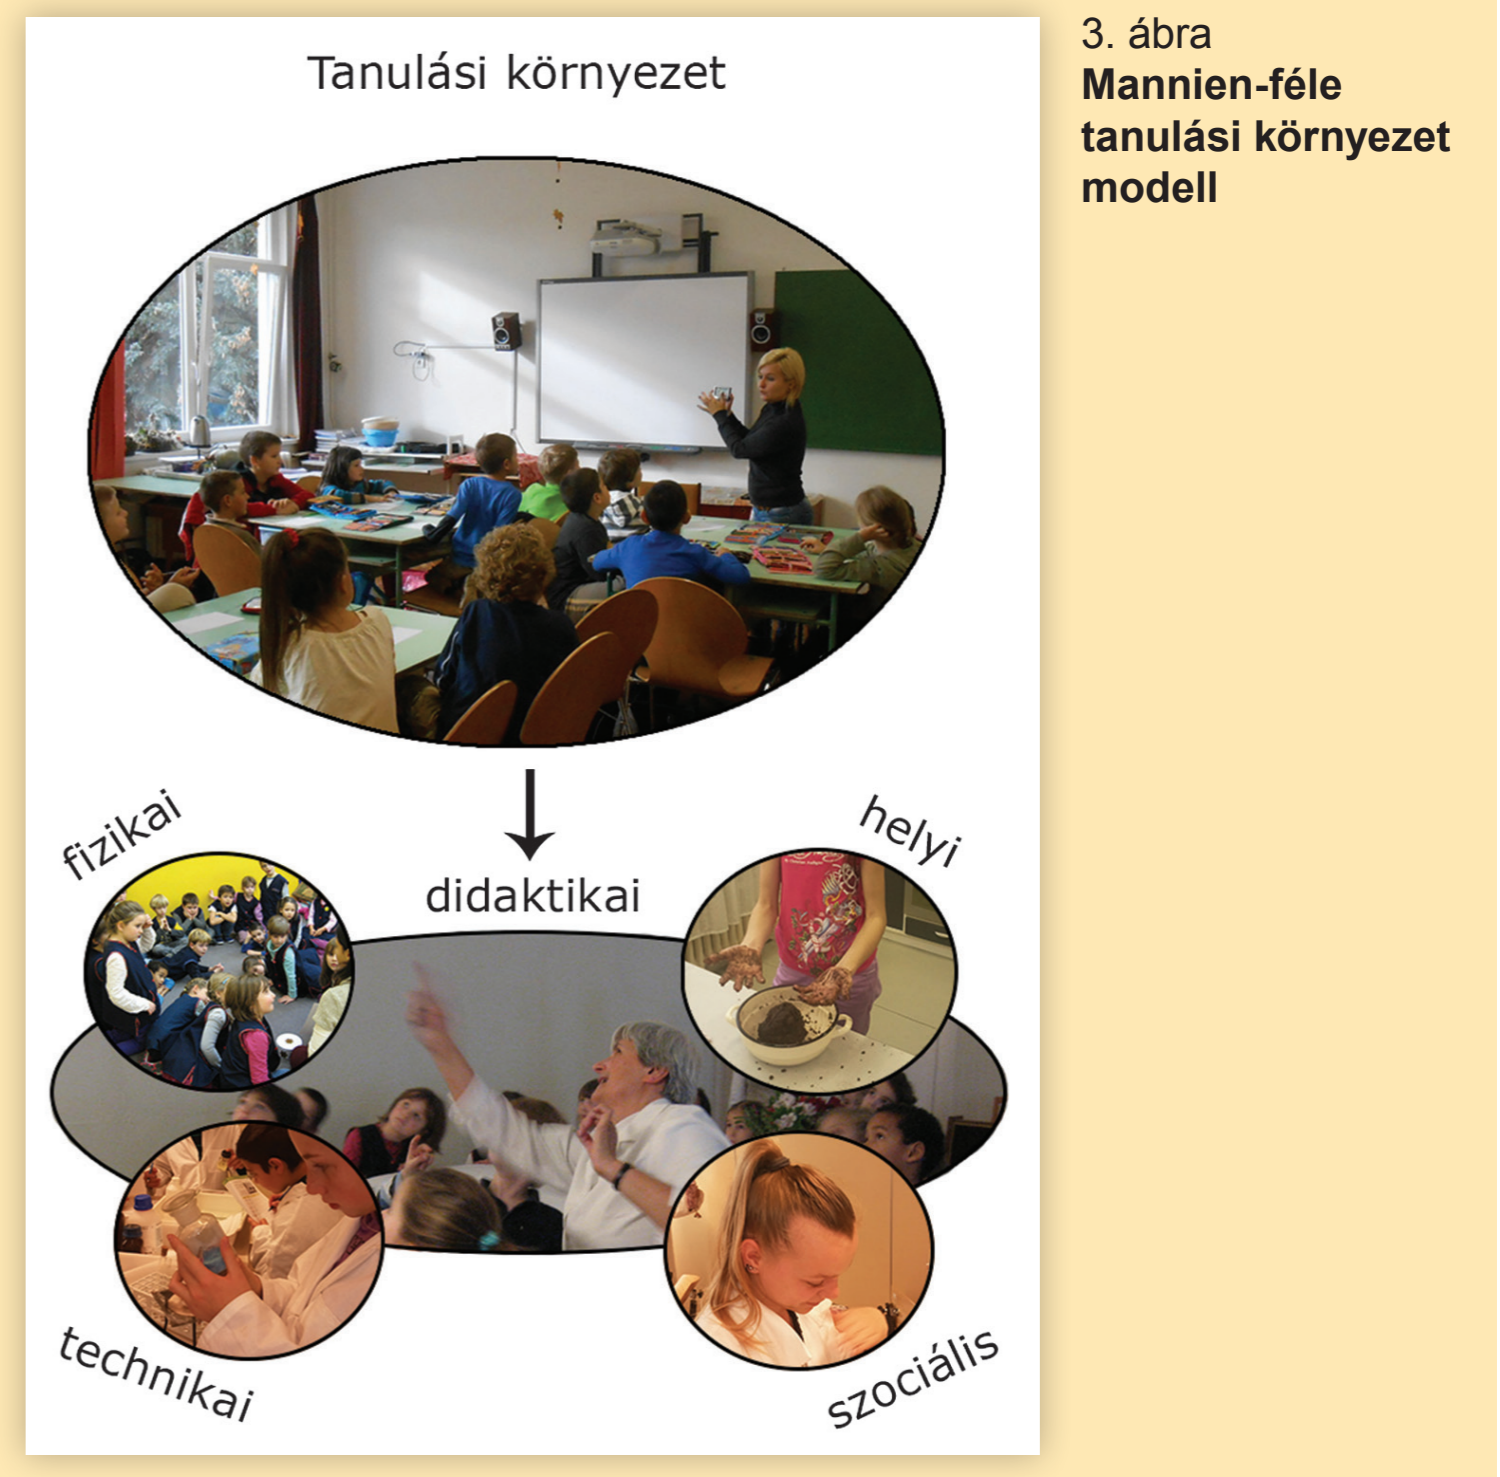 Tanulási környezet
3. ábra
Mannien-féle
tanulási környezet
modell
fizikai
helyi
didaktikai
technikai
szociális